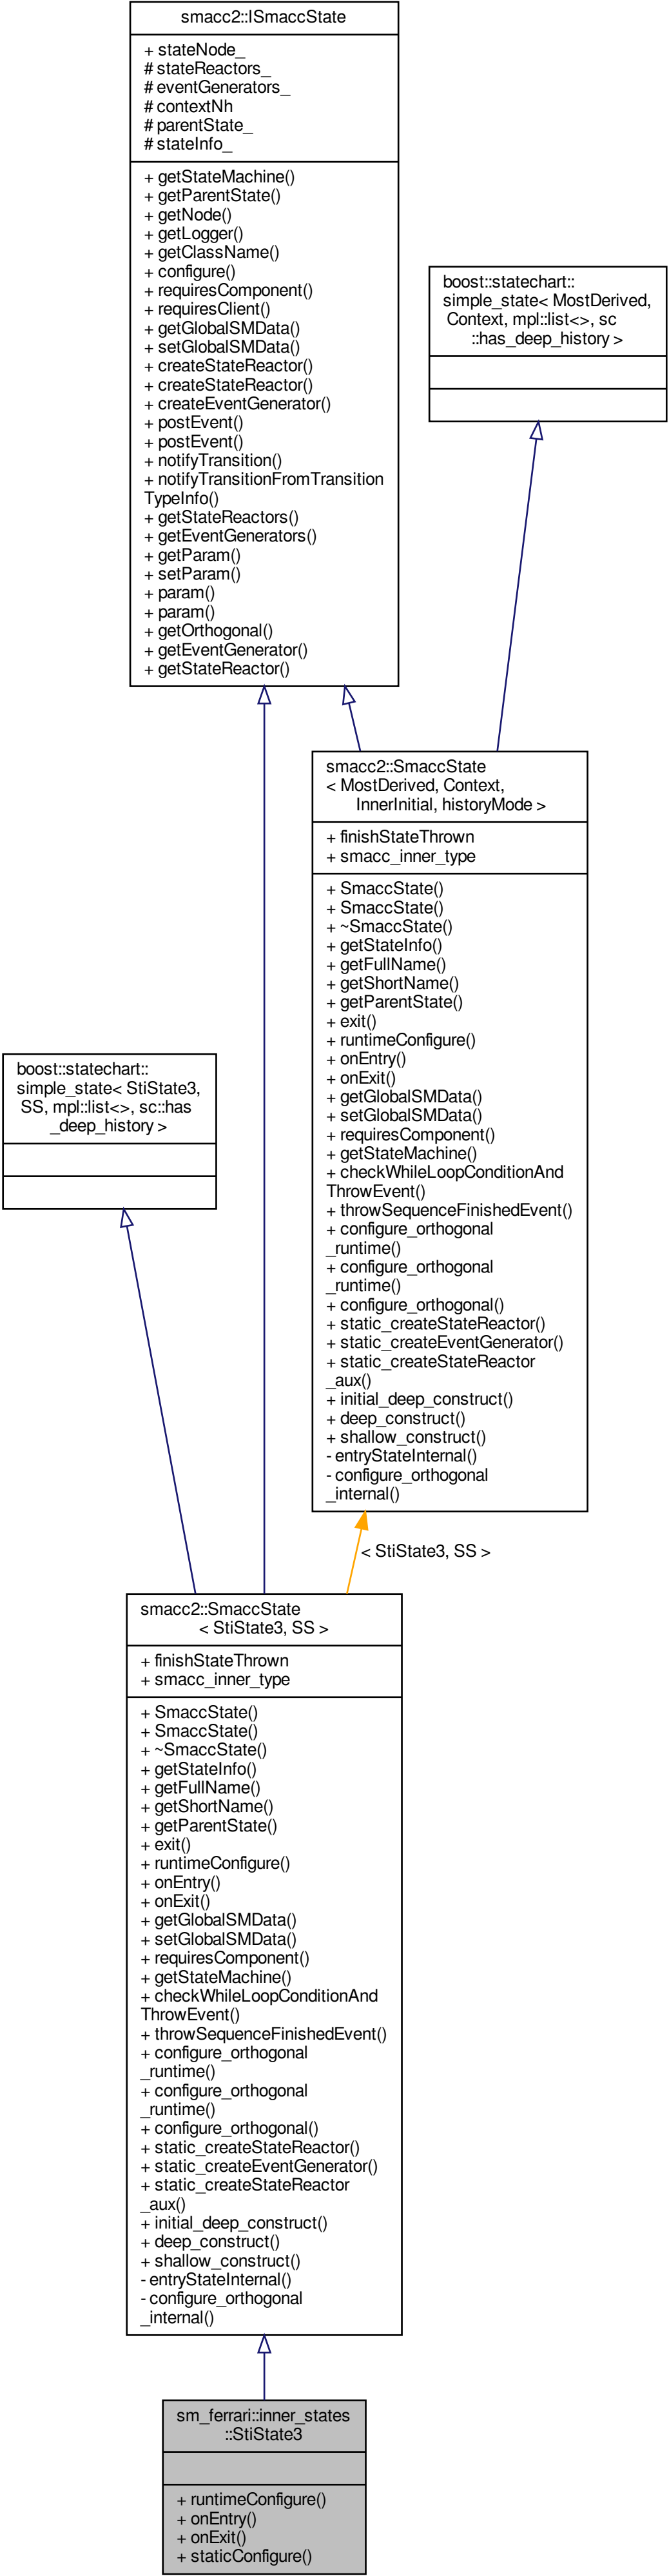 smacc2::ISmaccState
+ stateNode_
# stateReactors_
# eventGenerators_
# contextNh
# parentState_
# stateInfo_
+ getStateMachine()
+ getParentState()
+ getNode()
+ getLogger()
+ getClassName()
+ configure()
+ requiresComponent()
+ requiresClient()
+ getGlobalSMData()
+ setGlobalSMData()
+ createStateReactor()
+ createStateReactor()
+ createEventGenerator()
+ postEvent()
+ postEvent()
+ notifyTransition()
+ notifyTransitionFromTransition
TypeInfo()
+ getStateReactors()
+ getEventGenerators()
+ getParam()
+ setParam()
+ param()
+ param()
+ getOrthogonal()
+ getEventGenerator()
+ getStateReactor()
boost::statechart::
simple_state< MostDerived,
Context, mpl::list<>, sc
::has_deep_history >
smacc2::SmaccState
< MostDerived, Context,
InnerInitial, historyMode >
+ finishStateThrown
+ smacc_inner_type
+ SmaccState()
+ SmaccState()
+ ~SmaccState()
+ getStateInfo()
+ getFullName()
+ getShortName()
+ getParentState()
+ exit()
+ runtimeConfigure()
+ onEntry()
+ onExit()
+ getGlobalSMData()
+ setGlobalSMData()
+ requiresComponent()
+ getStateMachine()
+ checkWhileLoopConditionAnd
ThrowEvent()
+ throwSequenceFinishedEvent()
+ configure_orthogonal
_runtime()
+ configure_orthogonal
_runtime()
+ configure_orthogonal()
+ static_createStateReactor()
+ static_createEventGenerator()
+ static_createStateReactor
_aux()
+ initial_deep_construct()
+ deep_construct()
+ shallow_construct()
- entryStateInternal()
- configure_orthogonal
_internal()
boost::statechart::
simple_state< StiState3,
SS, mpl::list<>, sc::has
_deep_history >
< StiState3, SS >
smacc2::SmaccState
< StiState3, SS >
+ finishStateThrown
+ smacc_inner_type
+ SmaccState()
+ SmaccState()
+ ~SmaccState()
+ getStateInfo()
+ getFullName()
+ getShortName()
+ getParentState()
+ exit()
+ runtimeConfigure()
+ onEntry()
+ onExit()
+ getGlobalSMData()
+ setGlobalSMData()
+ requiresComponent()
+ getStateMachine()
+ checkWhileLoopConditionAnd
ThrowEvent()
+ throwSequenceFinishedEvent()
+ configure_orthogonal
_runtime()
+ configure_orthogonal
_runtime()
+ configure_orthogonal()
+ static_createStateReactor()
+ static_createEventGenerator()
+ static_createStateReactor
_aux()
+ initial_deep_construct()
+ deep_construct()
+ shallow_construct()
- entryStateInternal()
- configure_orthogonal
_internal()
sm_ferrari::inner_states
::StiState3
+ runtimeConfigure()
+ onEntry()
+ onExit()
+ staticConfigure()